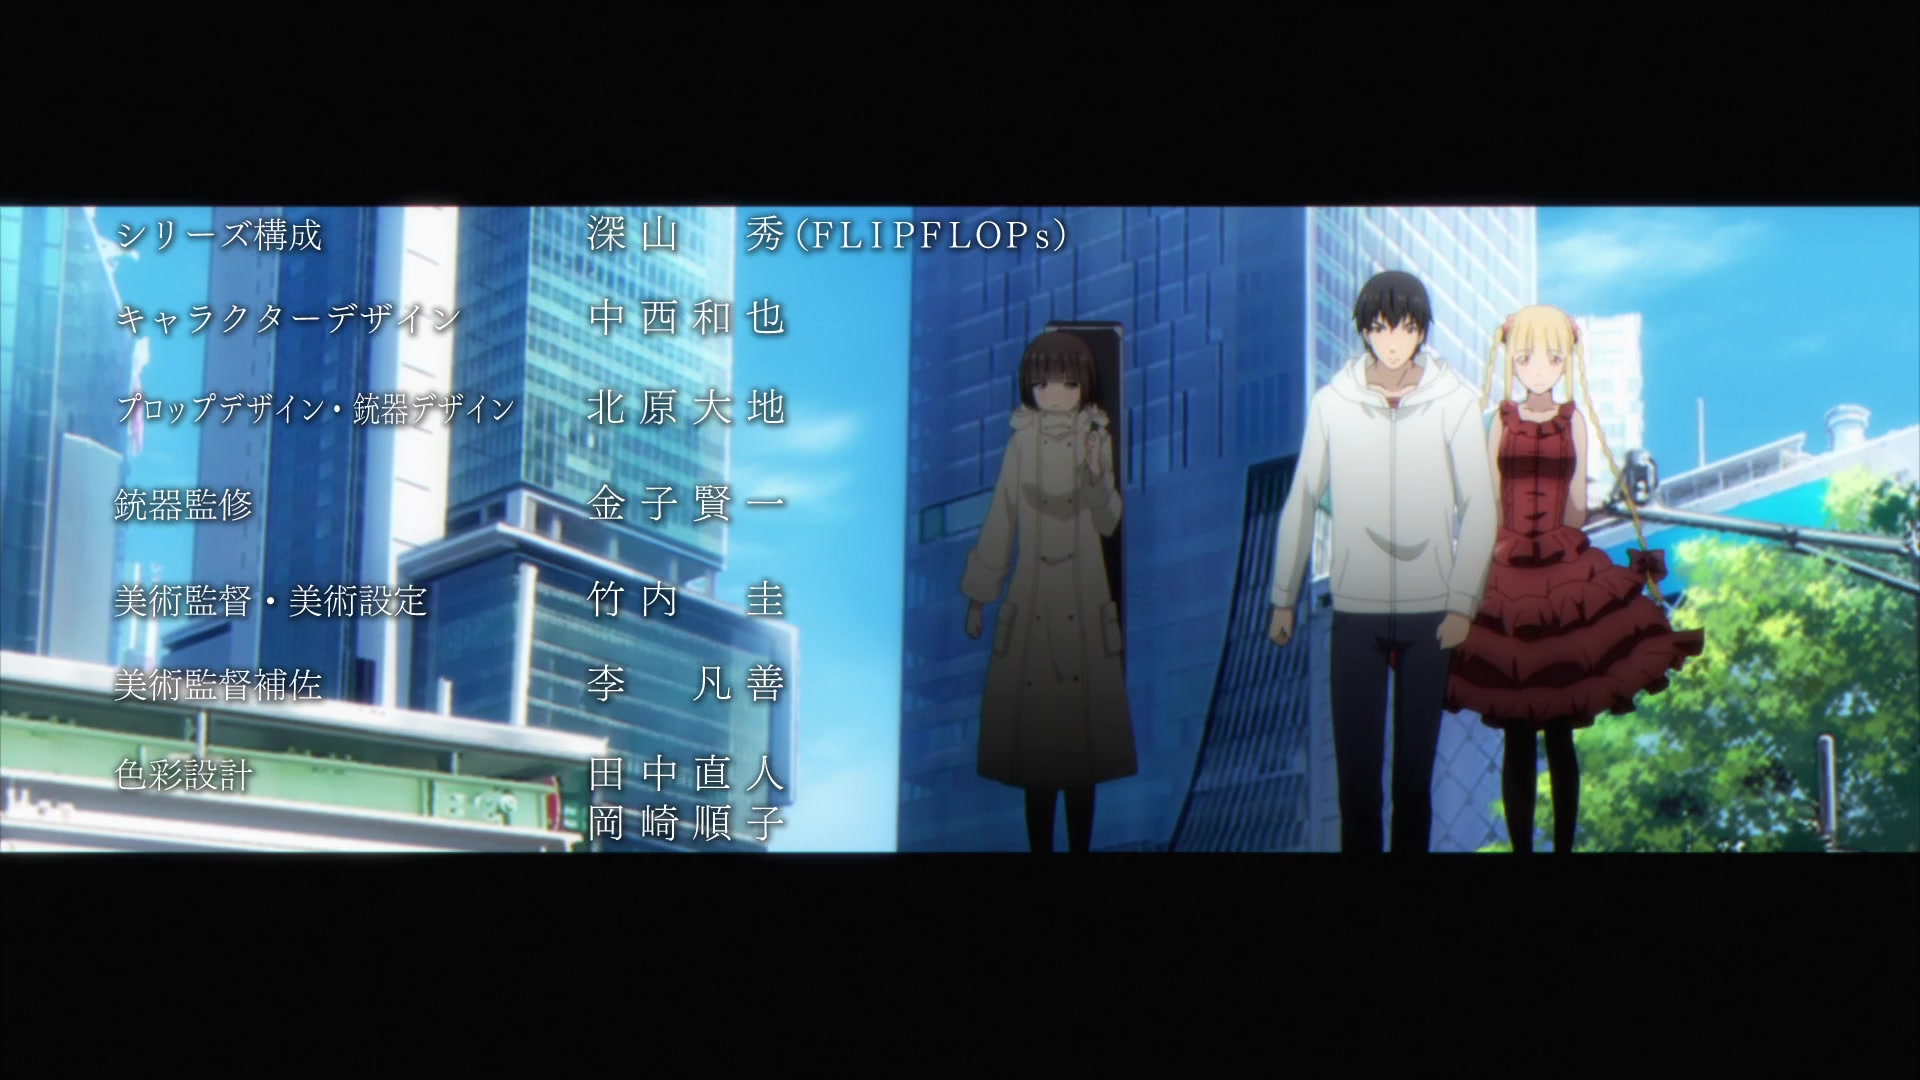 シリーズ構成 深山 秀(FLIPFLOPs)
キャラクターデザイン 中西和也
プロップデザイン・銃器デザイン 北原大地
銃器監修 金子賢一
美術監督・美術設定 竹内 圭
美術監督補佐 李 凡善
色彩設計 田中直人
岡崎順子